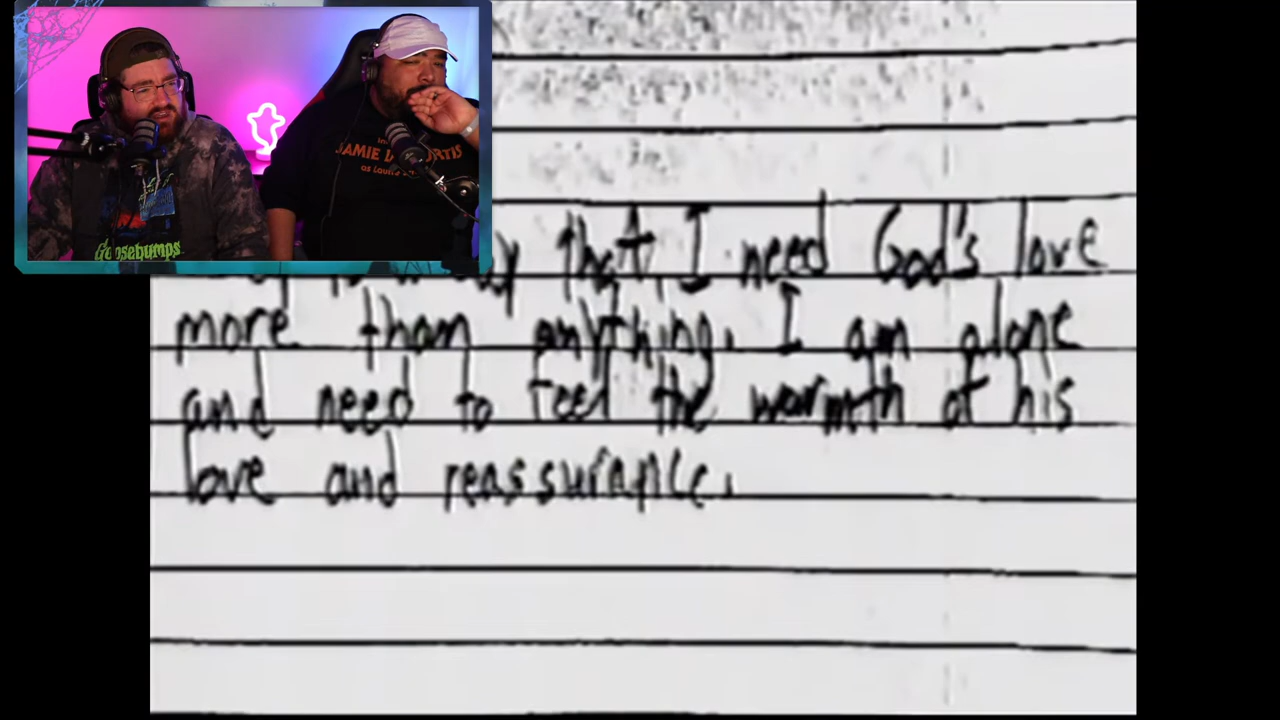 JAMIE
Goosebumps
that I need God's love
more than anything. I am alone
and need to feel the warmth of his
love and reassurance.